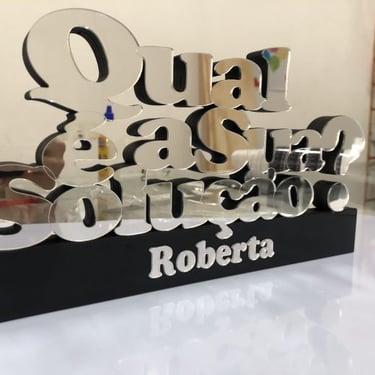 Qual
é a Sua?
Solução!
Roberta